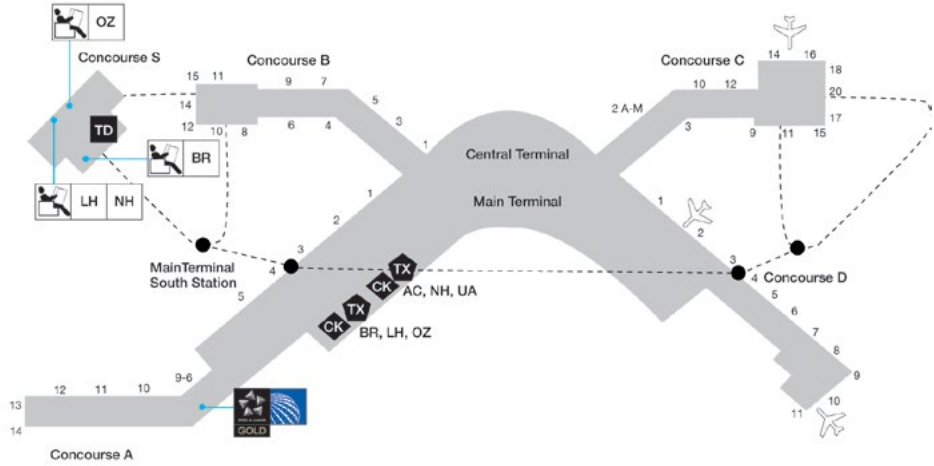 OZ
Concourse S
Concourse B
Concourse C
15 11
9 7
14
12
10 8
6 4
5
3
1
TD
BR
LH NH
14 16
18
20
17
15
11
9
10 12
2 A-M
3
Central Terminal
Main Terminal
1
2
3
4
5
1
2
3
4
5
6
7
8
9
10
11
MainTerminal
South Station
Concourse D
TX
CK
AC, NH, UA
TX
CK
BR, LH, OZ
9-6
10
11
12
13
14
GOLD
Concourse A